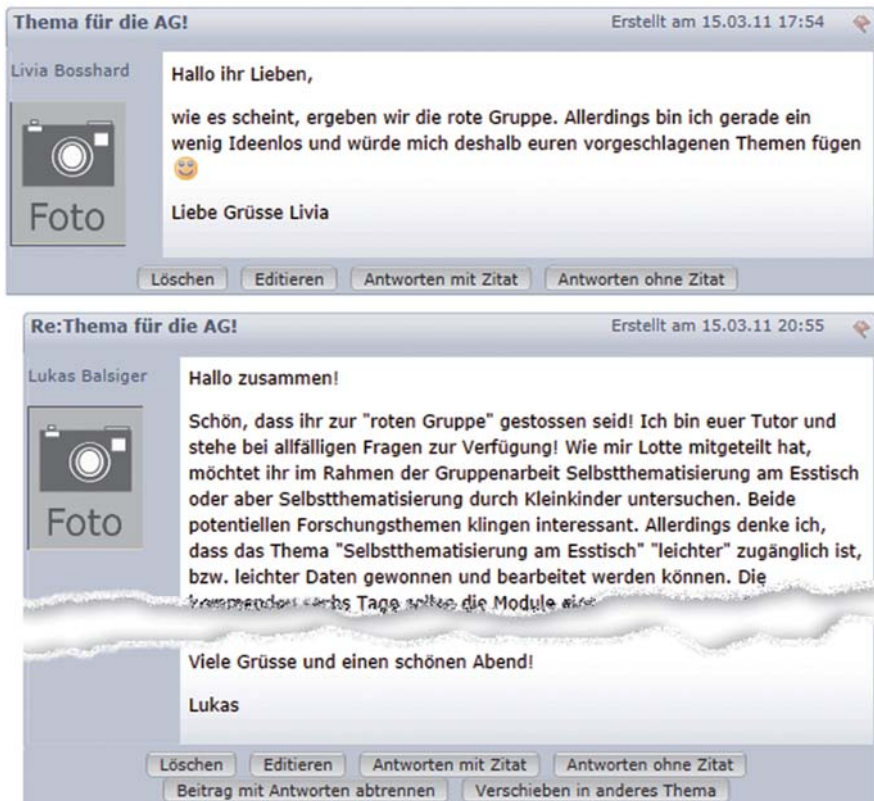 Thema für die AG!
Erstellt am 15.03.11 17:54
Livia Bosshard
Foto
Hallo ihr Lieben,
wie es scheint, ergeben wir die rote Gruppe. Allerdings bin ich gerade ein
wenig Ideenlos und würde mich deshalb euren vorgeschlagenen Themen fügen
Liebe Grüsse Livia
Löschen Editieren Antworten mit Zitat Antworten ohne Zitat
Re:Thema für die AG!
Erstellt am 15.03.11 20:55
Lukas Balsiger
Foto
Hallo zusammen!
Schön, dass ihr zur "roten Gruppe" gestossen seid! Ich bin euer Tutor und
stehe bei allfälligen Fragen zur Verfügung! Wie mir Lotte mitgeteilt hat,
möchtet ihr im Rahmen der Gruppenarbeit Selbstthematisierung am Esstisch
oder aber Selbstthematisierung durch Kleinkinder untersuchen. Beide
potentiellen Forschungsthemen klingen interessant. Allerdings denke ich,
dass das Thema "Selbstthematisierung am Esstisch" "leichter" zugänglich ist,
bzw. leichter Daten gewonnen und bearbeitet werden können. Die
kommenden sechs Tage sollen die Module
Viele Grüsse und einen schönen Abend!
Lukas
Löschen Editieren Antworten mit Zitat Antworten ohne Zitat
Beitrag mit Antworten abtrennen Verschieben in anderes Thema